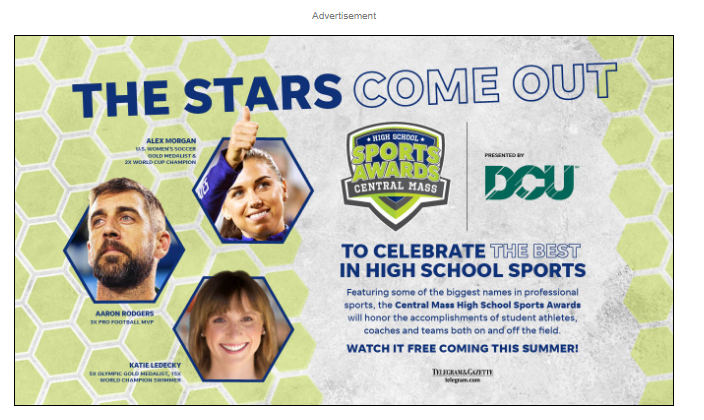 Advertisement
THE STARS COME OUT
ALEX MORGAN
U.S. WOMEN'S SOCCER
GOLD MEDALIST &
2X WORLD CUP CHAMPION
AARON RODGERS
3X PRO FOOTBALL MVP
KATIE LEDECKY
5X OLYMPIC GOLD MEDALIST, 15X
WORLD CHAMPION SWIMMER
HIGH SCHOOL
SPORTS
AWARDS
CENTRAL MASS
PRESENTED BY
DCU
TO CELEBRATE THE BEST
IN HIGH SCHOOL SPORTS
Featuring some of the biggest names in professional
sports, the Central Mass High School Sports Awards
will honor the accomplishments of student athletes,
coaches and teams both on and off the field.
WATCH IT FREE COMING THIS SUMMER!
TELEGRAM & GAZETTE
telegram.com